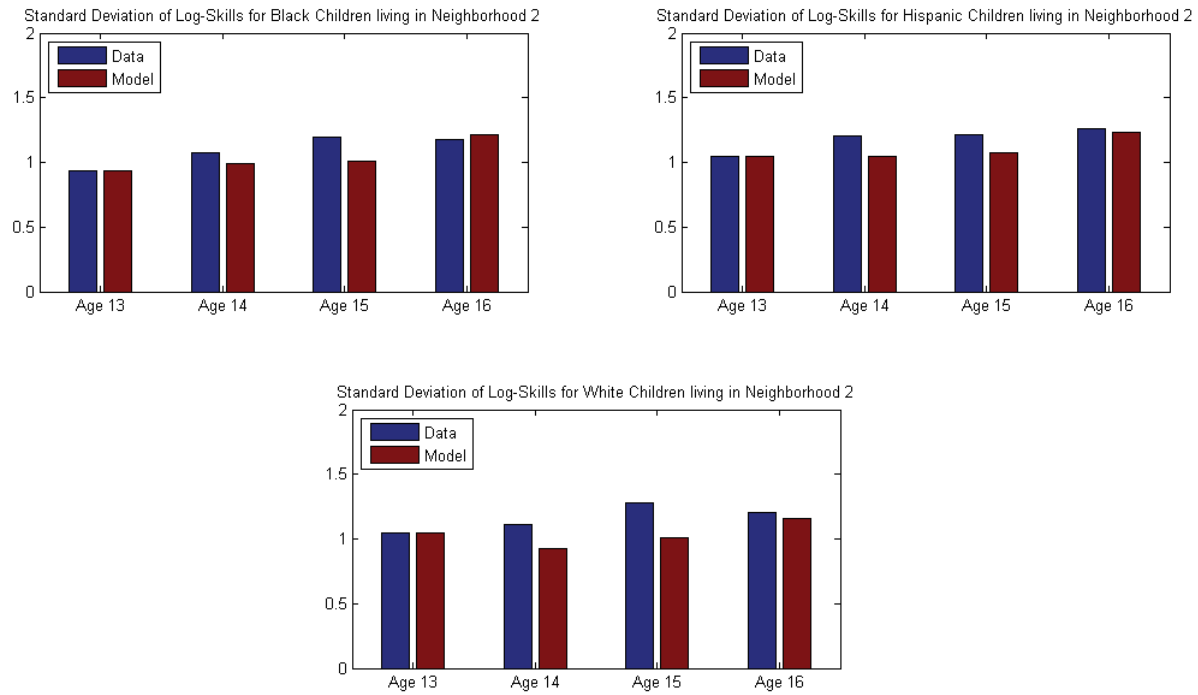 Standard Deviation of Log-Skills for Black Children living in Neighborhood 2
2
1.5
1
0.5
0
Data
Model
Age 13 Age 14 Age 15 Age 16
Standard Deviation of Log-Skills for Hispanic Children living in Neighborhood 2
2
1.5
1
0.5
0
Data
Model
Age 13 Age 14 Age 15 Age 16
Standard Deviation of Log-Skills for White Children living in Neighborhood 2
2
1.5
1
0.5
0
Data
Model
Age 13 Age 14 Age 15 Age 16